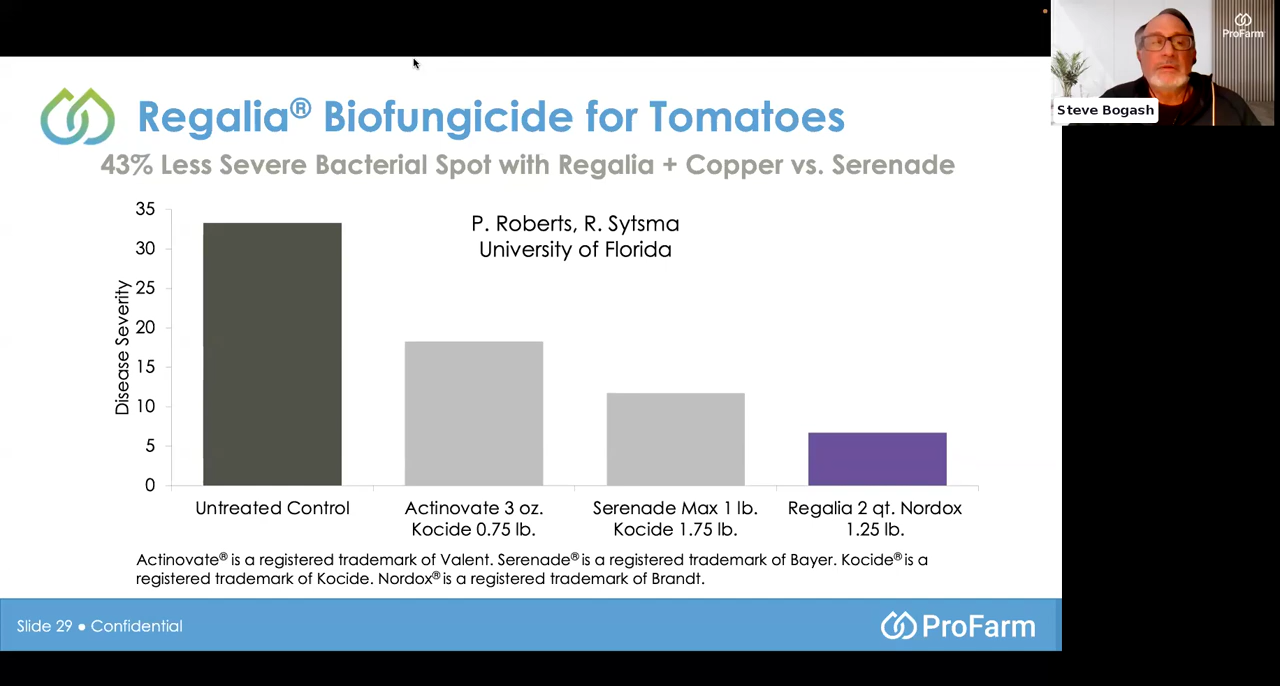 ProFarm
Steve Bogash
Regalia® Biofungicide for Tomatoes
43% Less Severe Bacterial Spot with Regalia + Copper vs. Serenade
P. Roberts, R. Sytsma
University of Florida
Disease Severity
35
30
25
20
15
10
5
0
Untreated Control
Actinovate 3 oz.
Kocide 0.75 lb.
Serenade Max 1 lb.
Kocide 1.75 lb.
Regalia 2 qt. Nordox
1.25 lb.
Actinovate® is a registered trademark of Valent. Serenade® is a registered trademark of Bayer. Kocide® is a
registered trademark of Kocide. Nordox® is a registered trademark of Brandt.
Slide 29 ● Confidential
ProFarm